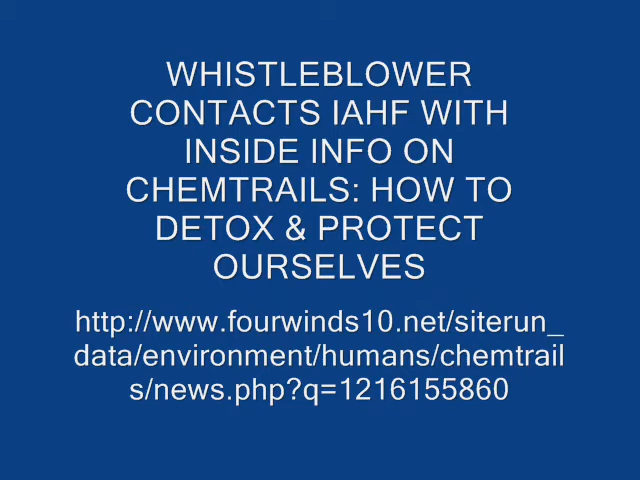 WHISTLEBLOWER
CONTACTS IAHF WITH
INSIDE INFO ON
CHEMTRAILS: HOW TO
DETOX & PROTECT
OURSELVES
http://www.fourwinds10.net/siterun_
data/environment/humans/chemtrail
s/news.php?q=1216155860